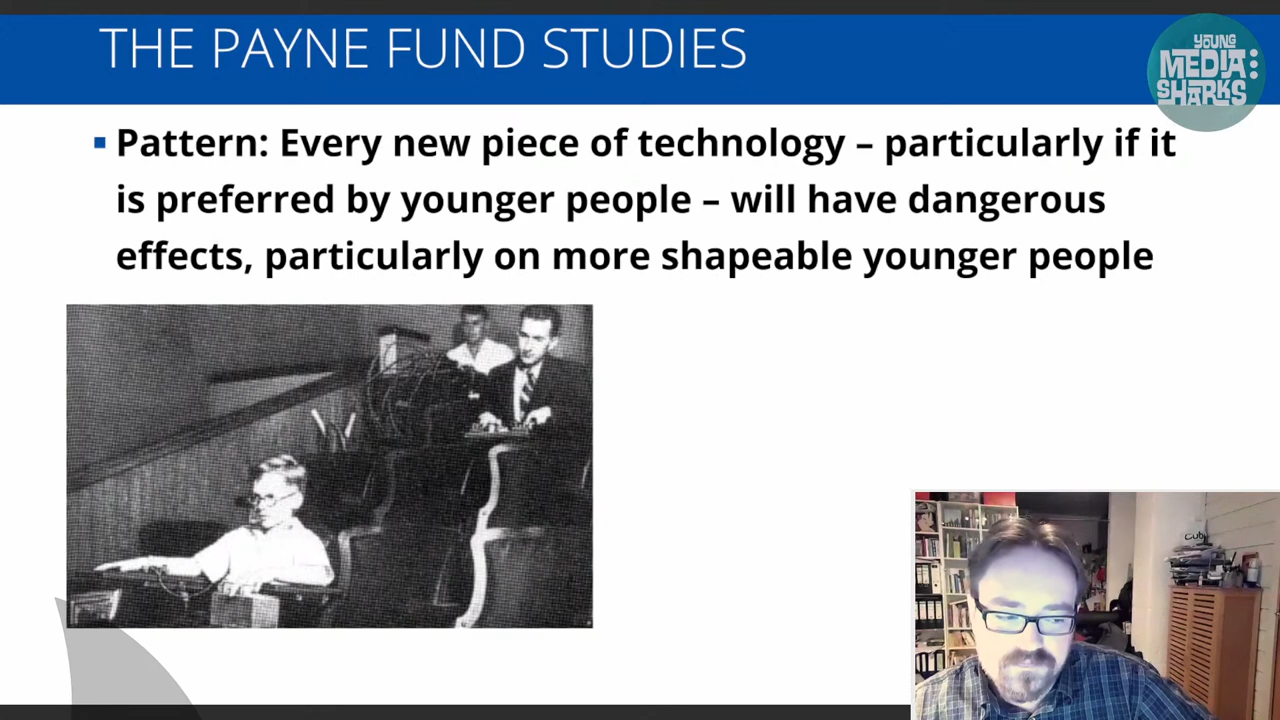 THE PAYNE FUND STUDIES
YOUNG
MEDIA
SHARKS
Pattern: Every new piece of technology – particularly if it
is preferred by younger people – will have dangerous
effects, particularly on more shapeable younger people